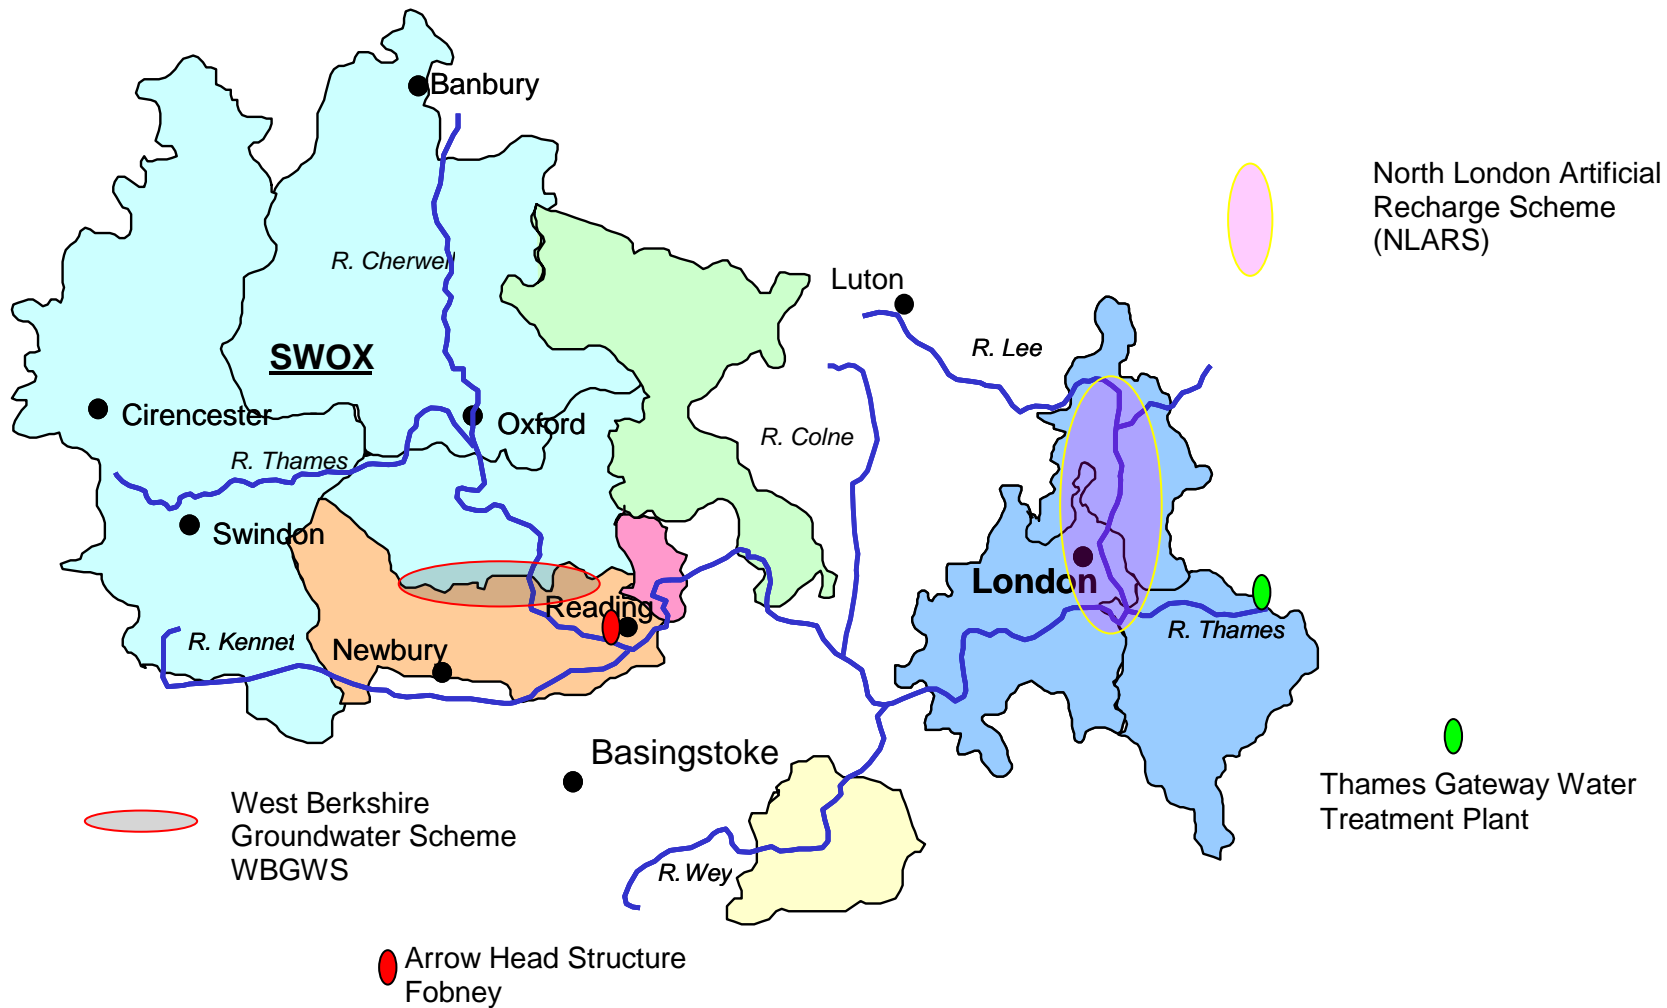 Banbury
North London Artificial
Recharge Scheme
(NLARS)
R. Cherwell
Luton
R. Lee
SWOX
Cirencester
Oxford
R. Colne
R. Thames
Swindon
London
Reading
R. Thames
R. Kennet
Newbury
Basingstoke
Thames Gateway Water
Treatment Plant
West Berkshire
Groundwater Scheme
WBGWS
R. Wey
Arrow Head Structure
Fobney